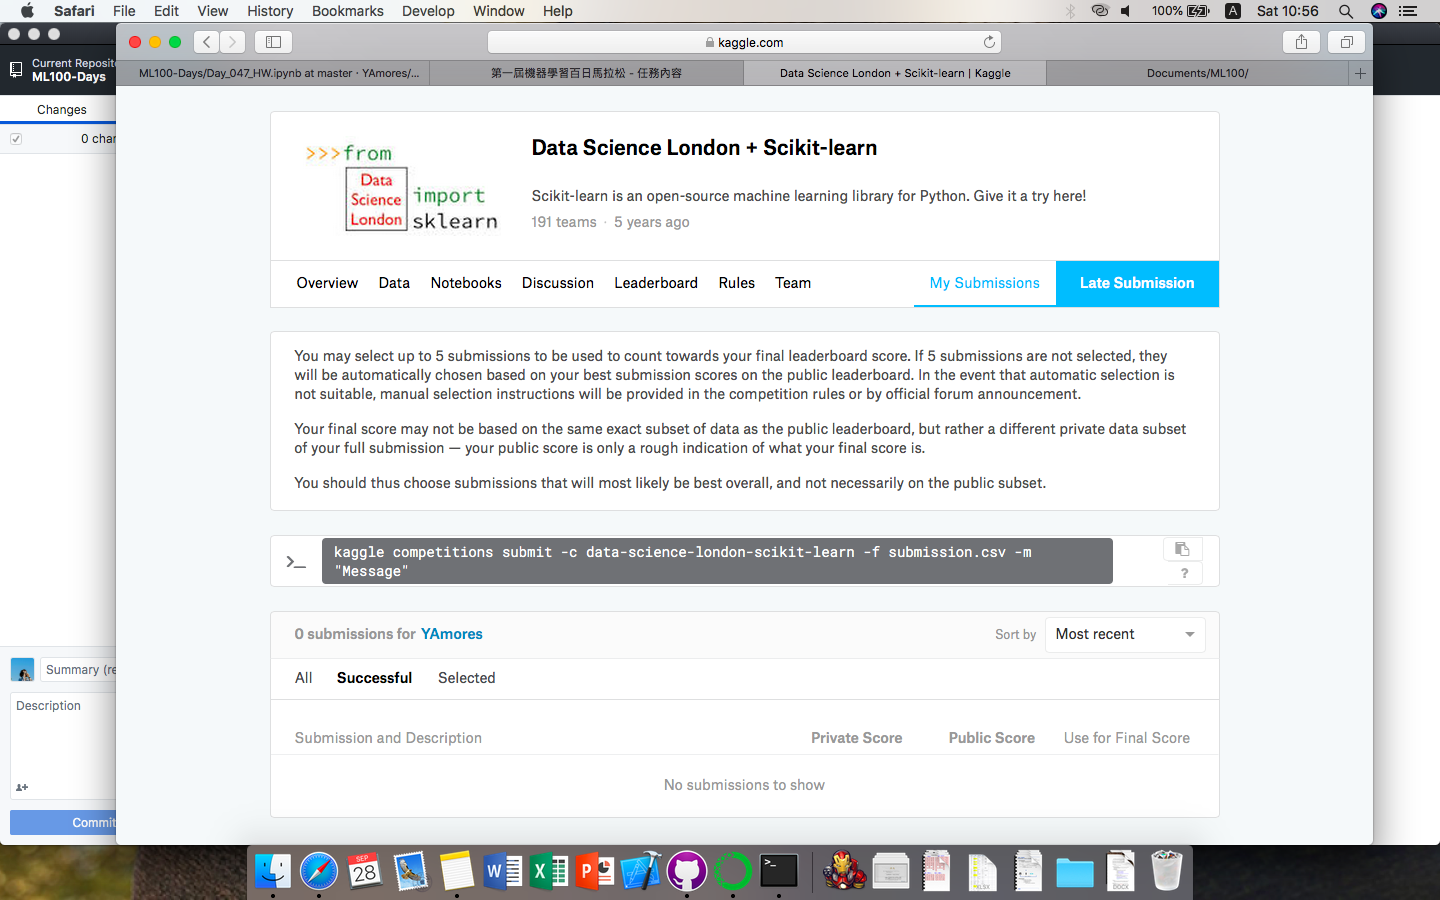 Safari File Edit View History Bookmarks Develop Window Help
100% A Sat 10:56
kaggle.com
Current Reposito
ML100-Days
Changes
0 char
ML100-Days/Day_047_HW.ipynb at master · YAmores/...
第一屆機器學習百日馬拉松 - 任務內容
Data Science London + Scikit-learn | Kaggle
Documents/ML100/
>>>from
Data
Science
London
import
sklearn
Data Science London + Scikit-learn
Scikit-learn is an open-source machine learning library for Python. Give it a try here!
191 teams · 5 years ago
Overview Data Notebooks Discussion Leaderboard Rules Team My Submissions Late Submission
You may select up to 5 submissions to be used to count towards your final leaderboard score. If 5 submissions are not selected, they
will be automatically chosen based on your best submission scores on the public leaderboard. In the event that automatic selection is
not suitable, manual selection instructions will be provided in the competition rules or by official forum announcement.
Your final score may not be based on the same exact subset of data as the public leaderboard, but rather a different private data subset
of your full submission — your public score is only a rough indication of what your final score is.
You should thus choose submissions that will most likely be best overall, and not necessarily on the public subset.
>_
kaggle competitions submit -c data-science-london-scikit-learn -f submission.csv -m
"Message"
?
0 submissions for YAmores
Sort by Most recent
All Successful Selected
Submission and Description Private Score Public Score Use for Final Score
No submissions to show
Summary (re
Description
Commit
SEP
28
W
X
P
>_
XLSX
DOCX